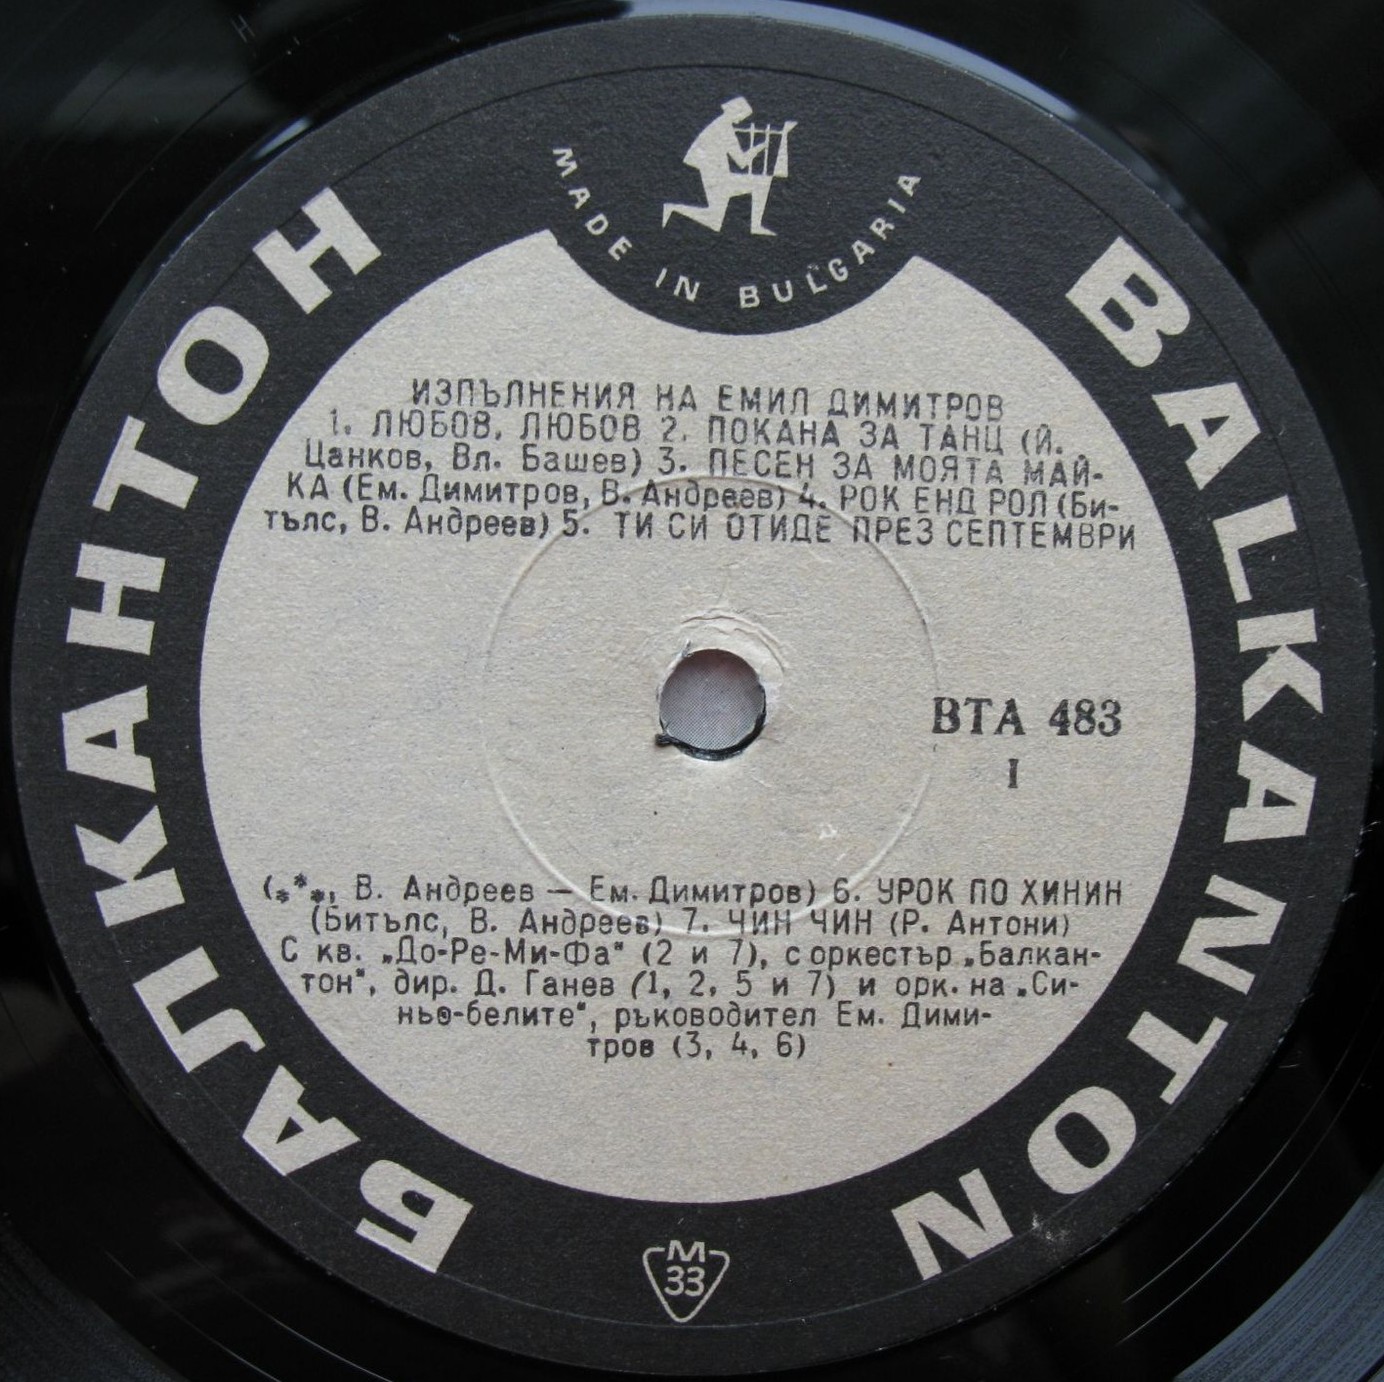 MADE IN BULGARIA
БАЛКАНТОН
BALKANTON
ИЗПЪЛНЕНИЯ НА ЕМИЛ ДИМИТРОВ
1. ЛЮБОВ, ЛЮБОВ 2. ПОКАНА ЗА ТАНЦ (Й.
Цанков, Вл. Башев) 3. ПЕСЕН ЗА МОЯТА МАЙ-
КА (Ем. Димитров, В. Андреев) 4. РОК ЕНД РОЛ (Би-
тълс, В. Андреев) 5. ТИ СИ ОТИДЕ ПРЕЗ СЕПТЕМВРИ
ВТА 483
I
(***, В. Андреев — Ем. Димитров) 6. УРОК ПО ХИНИН
(Битълс, В. Андреев) 7. ЧИН ЧИН (Р. Антони)
С кв. „До-Ре-Ми-Фа" (2 и 7), с оркестър „Балкан-
тон", дир. Д. Ганев (1, 2, 5 и 7) и орк. на „Си-
ньо-белите", ръководител Ем. Дими-
тров (3, 4, 6)
М
33